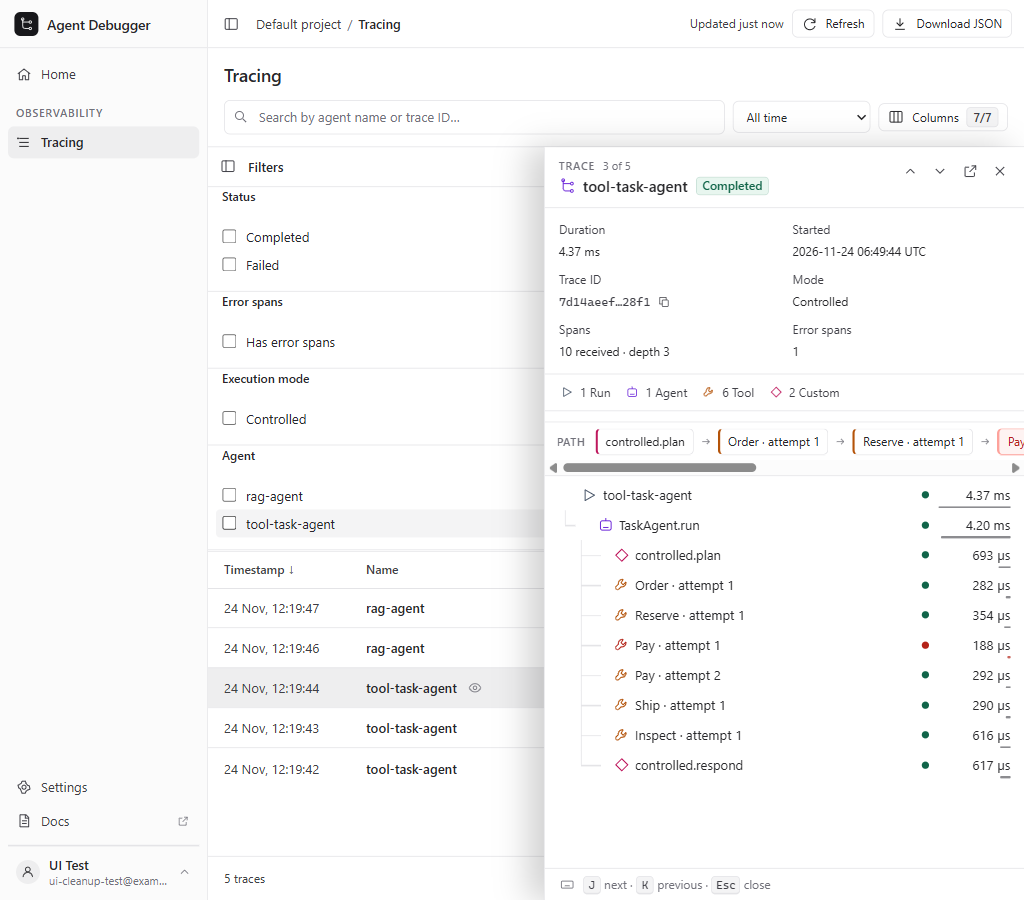 Agent Debugger
Default project / Tracing
Updated just now
Refresh
Download JSON
Home
OBSERVABILITY
Tracing
Settings
Docs
UI Test
ui-cleanup-test@exam...
Tracing
Search by agent name or trace ID...
All time
Columns 7/7
Filters
Status
Completed
Failed
Error spans
Has error spans
Execution mode
Controlled
Agent
rag-agent
tool-task-agent
Timestamp ↓ Name
24 Nov, 12:19:47 rag-agent
24 Nov, 12:19:46 rag-agent
24 Nov, 12:19:44 tool-task-agent
24 Nov, 12:19:43 tool-task-agent
24 Nov, 12:19:42 tool-task-agent
5 traces
TRACE 3 of 5
tool-task-agent Completed
Duration Started
4.37 ms 2026-11-24 06:49:44 UTC
Trace ID Mode
7d14aeef…28f1 Controlled
Spans Error spans
10 received · depth 3 1
1 Run 1 Agent 6 Tool 2 Custom
PATH controlled.plan → Order · attempt 1 → Reserve · attempt 1 → Pay
tool-task-agent 4.37 ms
TaskAgent.run 4.20 ms
controlled.plan 693 µs
Order · attempt 1 282 µs
Reserve · attempt 1 354 µs
Pay · attempt 1 188 µs
Pay · attempt 2 292 µs
Ship · attempt 1 290 µs
Inspect · attempt 1 616 µs
controlled.respond 617 µs
J next · K previous · Esc close